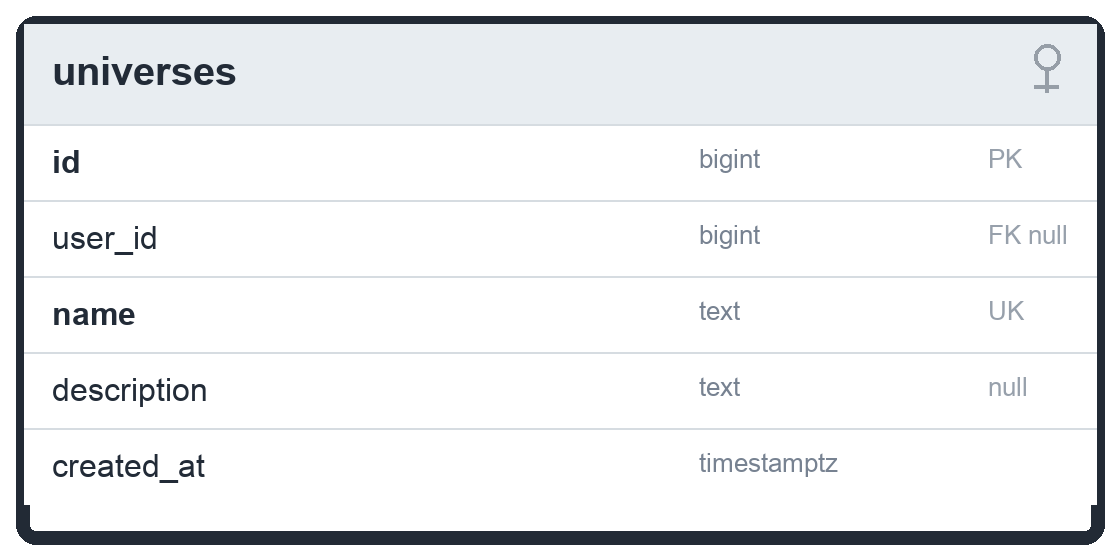 universes
id bigint PK
user_id bigint FK null
name text UK
description text null
created_at timestamptz